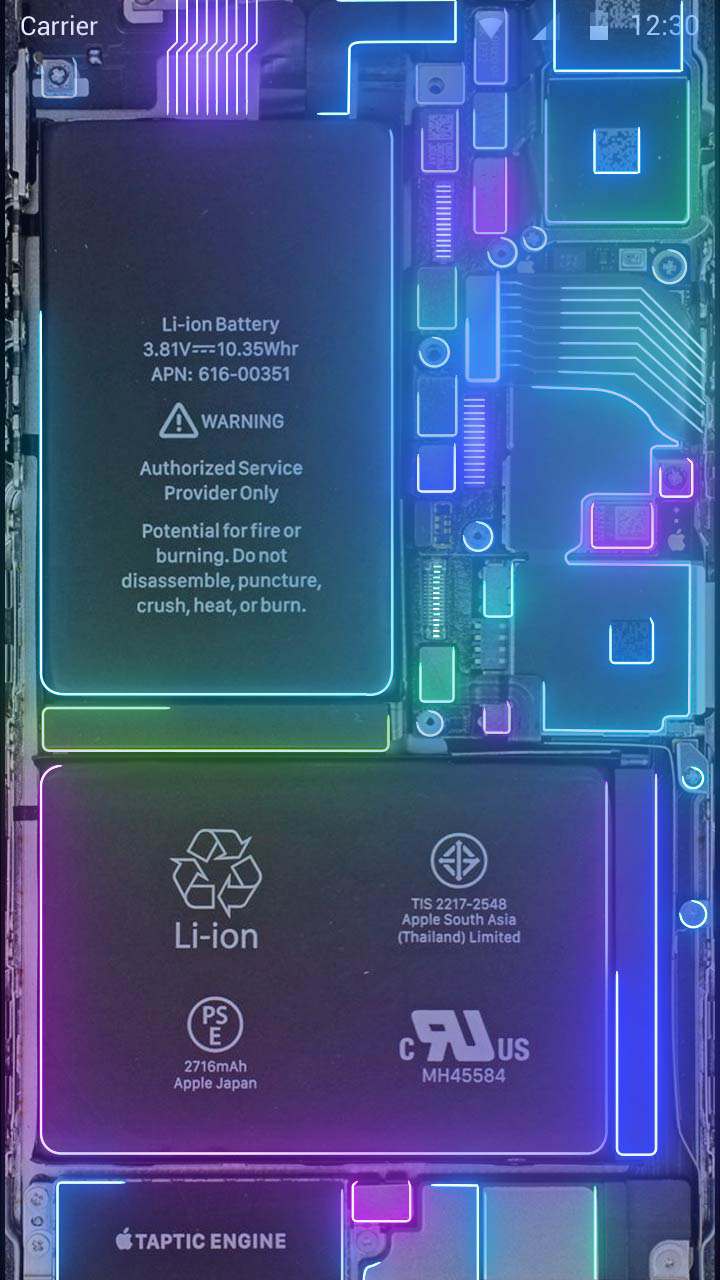 Carrier
12:30
Li-ion Battery
3.81V⎓10.35Whr
APN: 616-00351
WARNING
Authorized Service
Provider Only
Potential for fire or
burning. Do not
disassemble, puncture,
crush, heat, or burn.
Li-ion
TIS 2217-2548
Apple South Asia
(Thailand) Limited
PS
E
2716mAh
Apple Japan
C RU US
MH45584
TAPTIC ENGINE